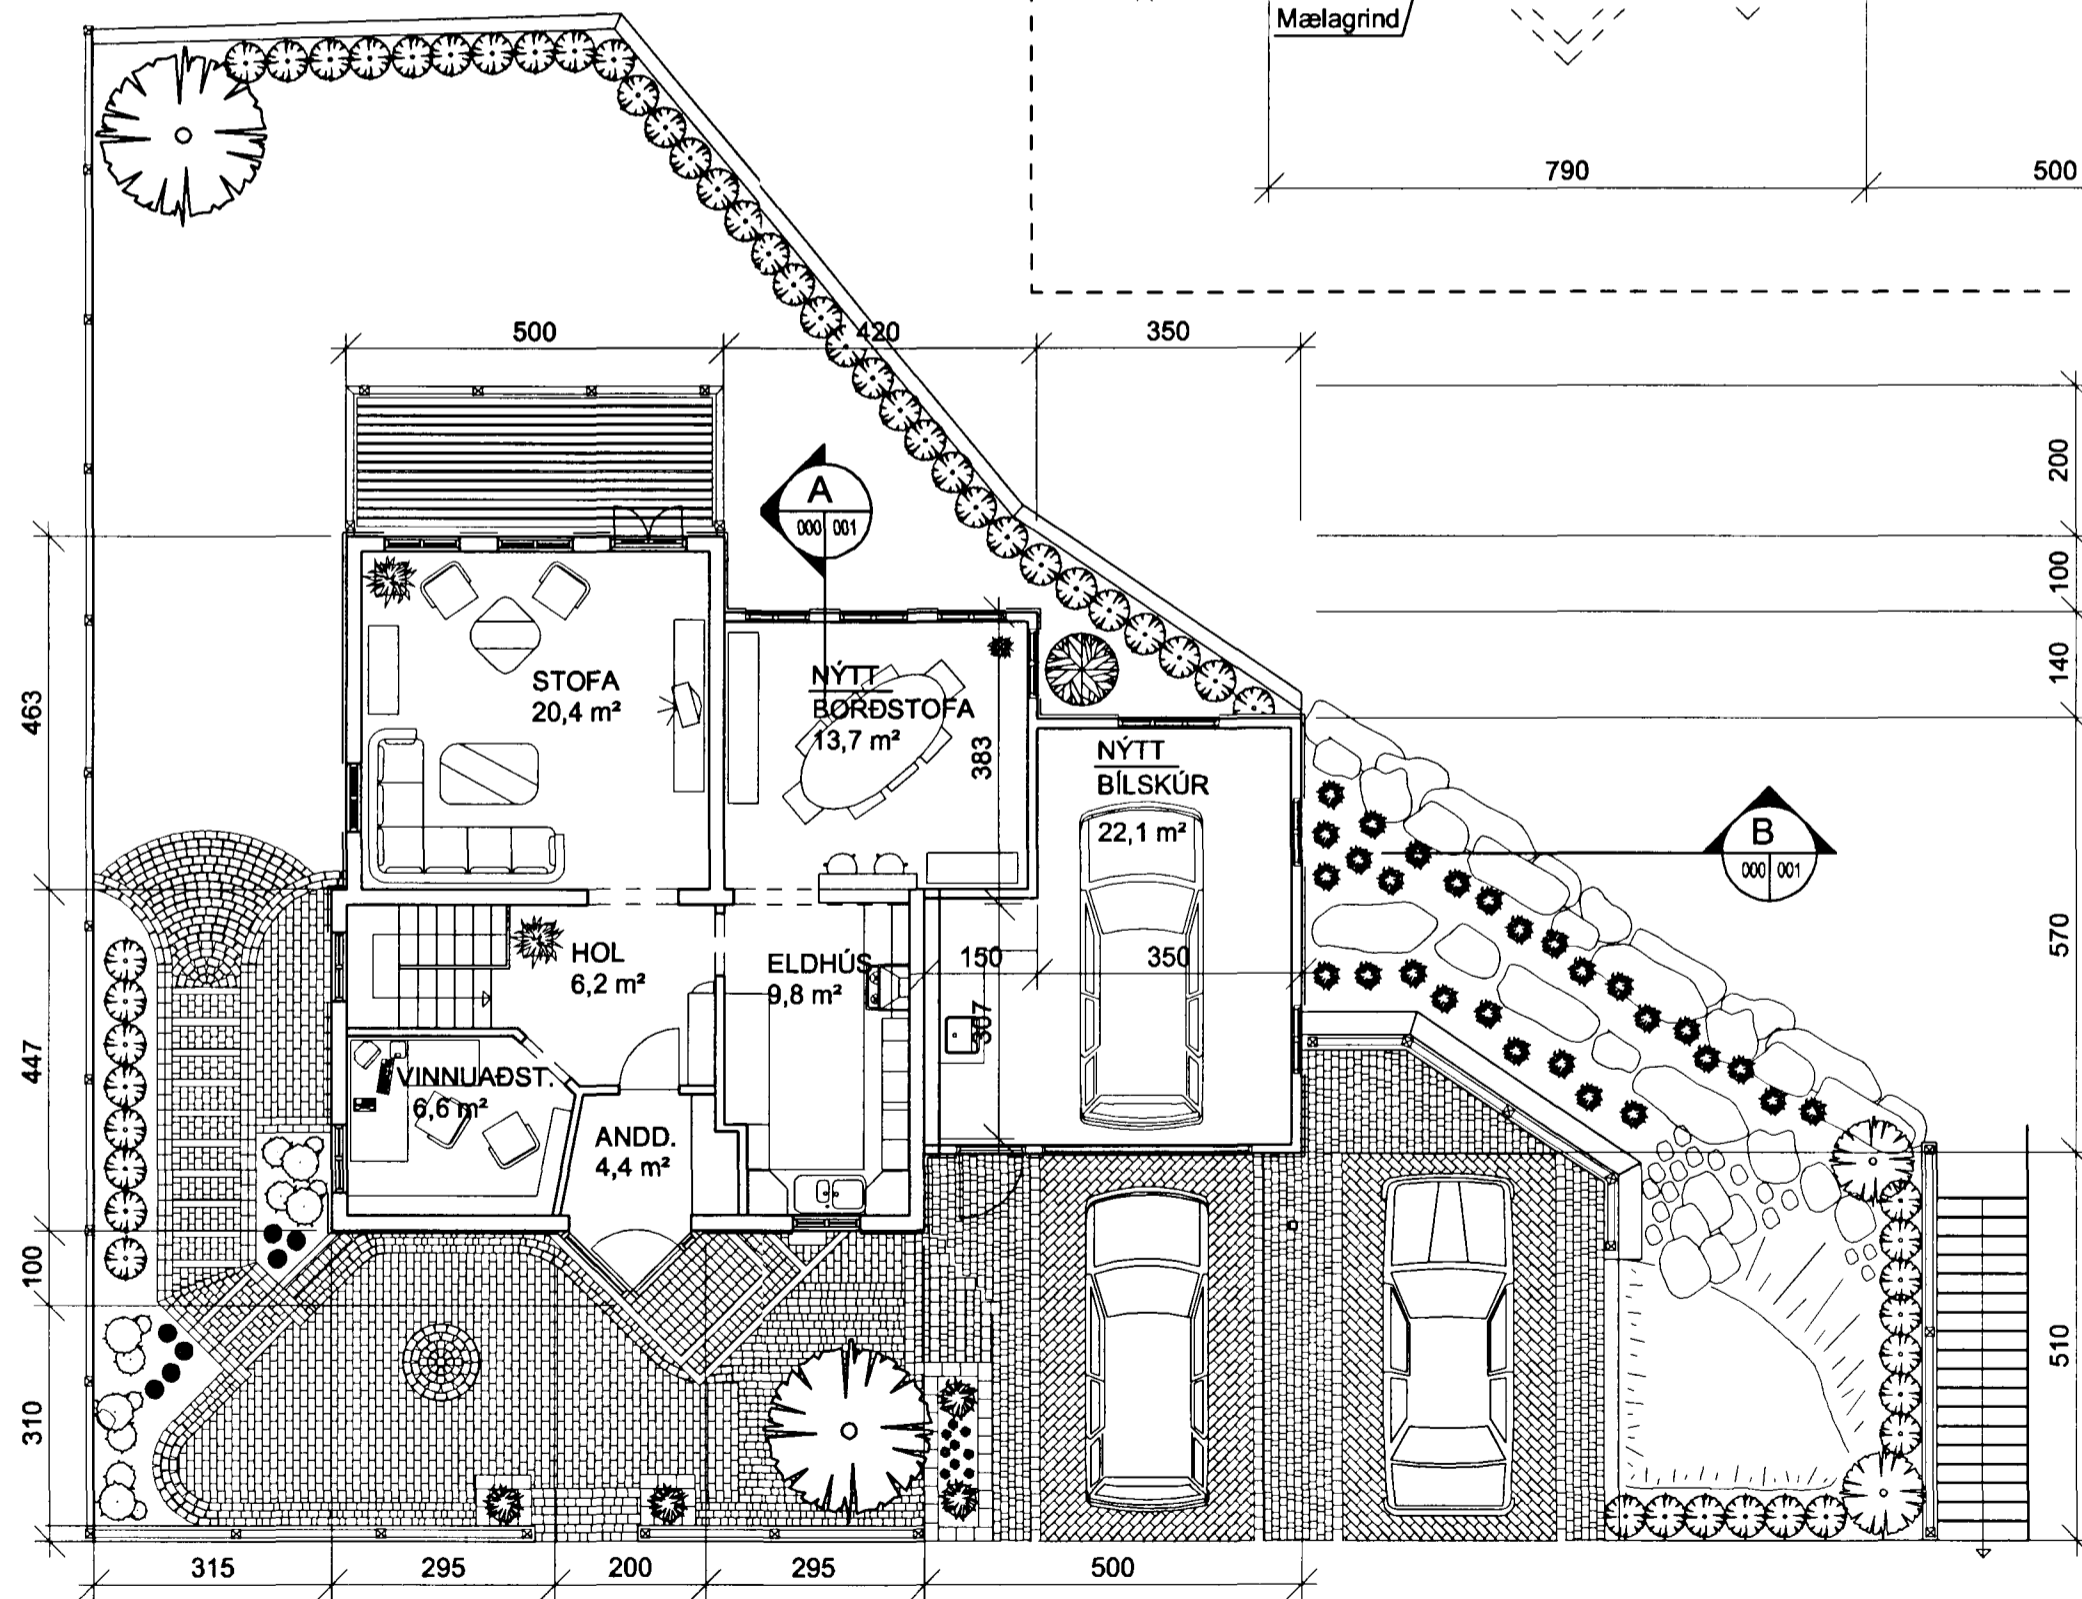 Mælagrind
790
500
500
420
350
200
100
140
570
510
A
000 001
463
447
100
310
STOFA
20,4 m²
NÝTT
BORÐSTOFA
13,7 m²
383
NÝTT
BÍLSKÚR
22,1 m²
B
000 001
HOL
6,2 m²
ELDHÚS
9,8 m²
150
350
307
VINNUAÐST.
6,6 m²
ANDD.
4,4 m²
315
295
200
295
500